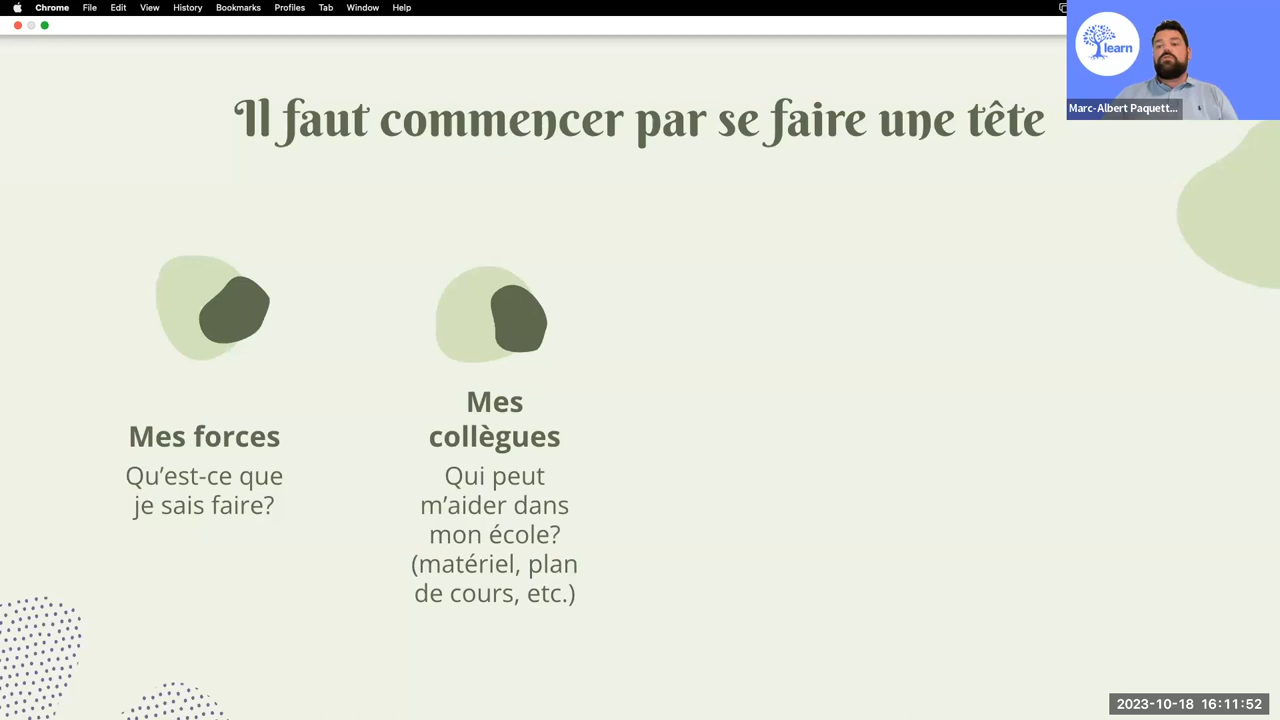 Chrome File Edit View History Bookmarks Profiles Tab Window Help
learn
Marc-Albert Paquett...
Il faut commencer par se faire une tête
Mes forces
Qu’est-ce que
je sais faire?
Mes
collègues
Qui peut
m’aider dans
mon école?
(matériel, plan
de cours, etc.)
2023-10-18 16:11:52